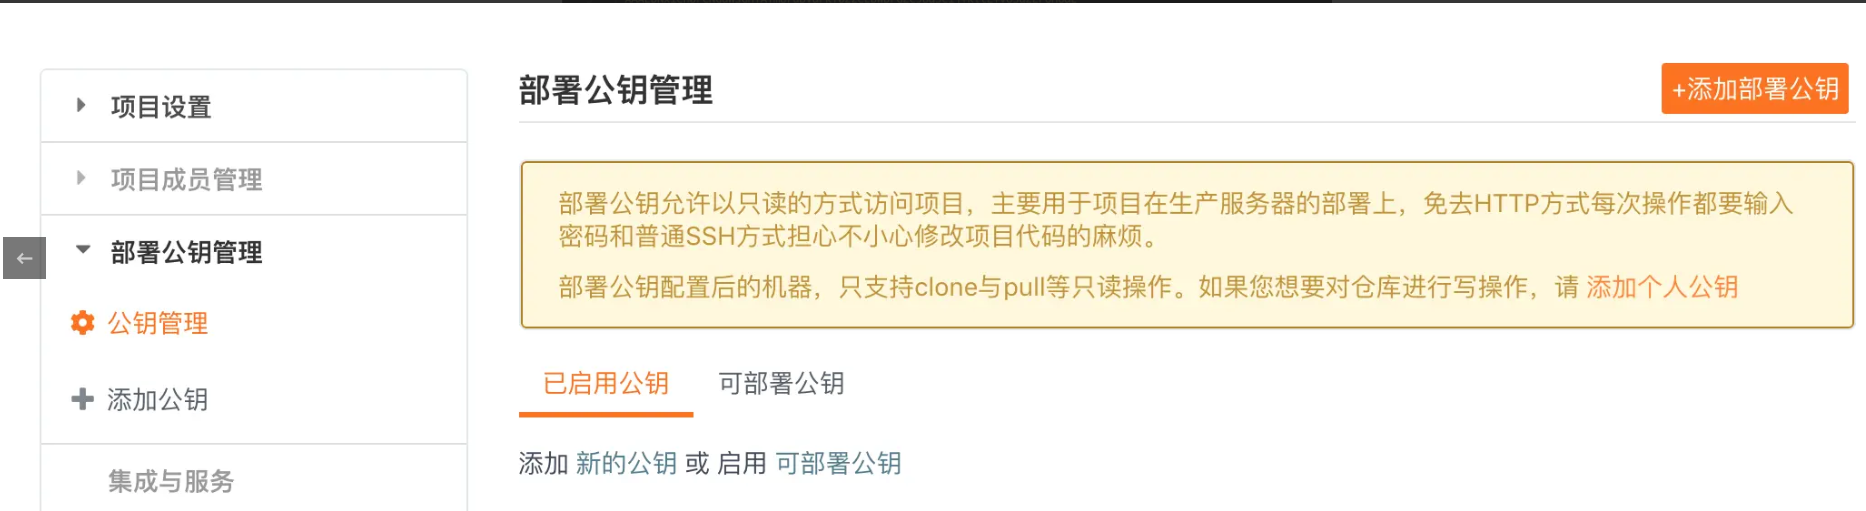 项目设置
项目成员管理
部署公钥管理
公钥管理
添加公钥
集成与服务
部署公钥管理
+添加部署公钥
部署公钥允许以只读的方式访问项目，主要用于项目在生产服务器的部署上，免去HTTP方式每次操作都要输入
密码和普通SSH方式担心不小心修改项目代码的麻烦。
部署公钥配置后的机器，只支持clone与pull等只读操作。如果您想要对仓库进行写操作，请 添加个人公钥
已启用公钥 可部署公钥
添加 新的公钥 或 启用 可部署公钥